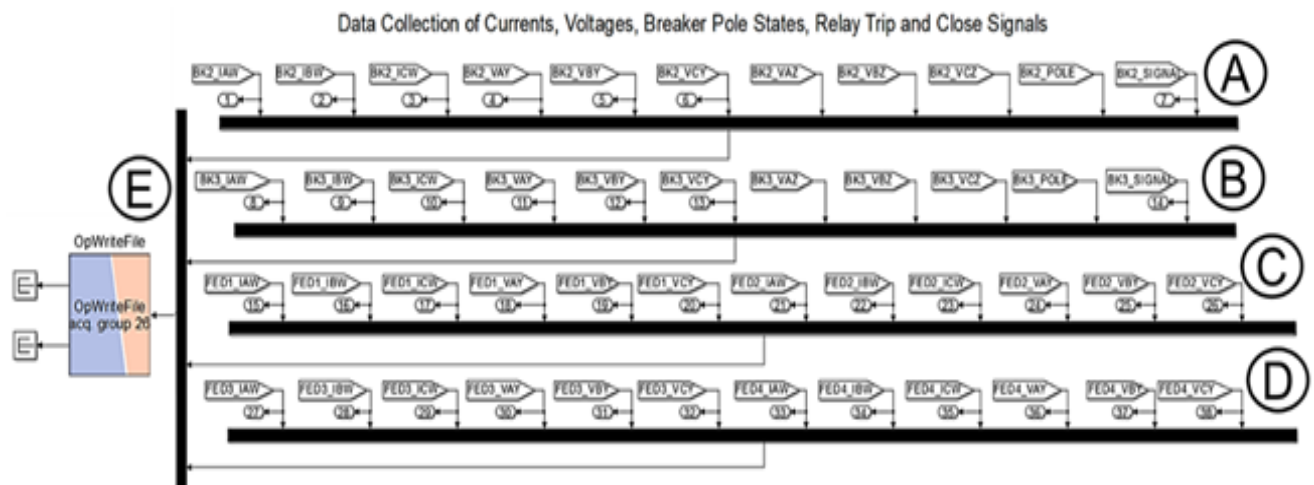 Data Collection of Currents, Voltages, Breaker Pole States, Relay Trip and Close Signals
BK2_IAW BK2_IBW BK2_ICW BK2_VAY BK2_VBY BK2_VCY BK2_VAZ BK2_VBZ BK2_VCZ BK2_POLE BK2_SIGNAL A
1 2 3 4 5 6 7
E
BK3_IAW BK3_IBW BK3_ICW BK3_VAY BK3_VBY BK3_VCY BK3_VAZ BK3_VBZ BK3_VCZ BK3_POLE BK3_SIGNAL B
8 9 10 11 12 13 14
OpWriteFile
FED1_IAW FED1_IBW FED1_ICW FED1_VAY FED1_VBY FED1_VCY FED2_IAW FED2_IBW FED2_ICW FED2_VAY FED2_VBY FED2_VCY C
15 16 17 18 19 20 21 22 23 24 25 26
OpWriteFile
acq. group 26
FED3_IAW FED3_IBW FED3_ICW FED3_VAY FED3_VBY FED3_VCY FED4_IAW FED4_IBW FED4_ICW FED4_VAY FED4_VBY FED4_VCY D
27 28 29 30 31 32 33 34 35 36 37 38